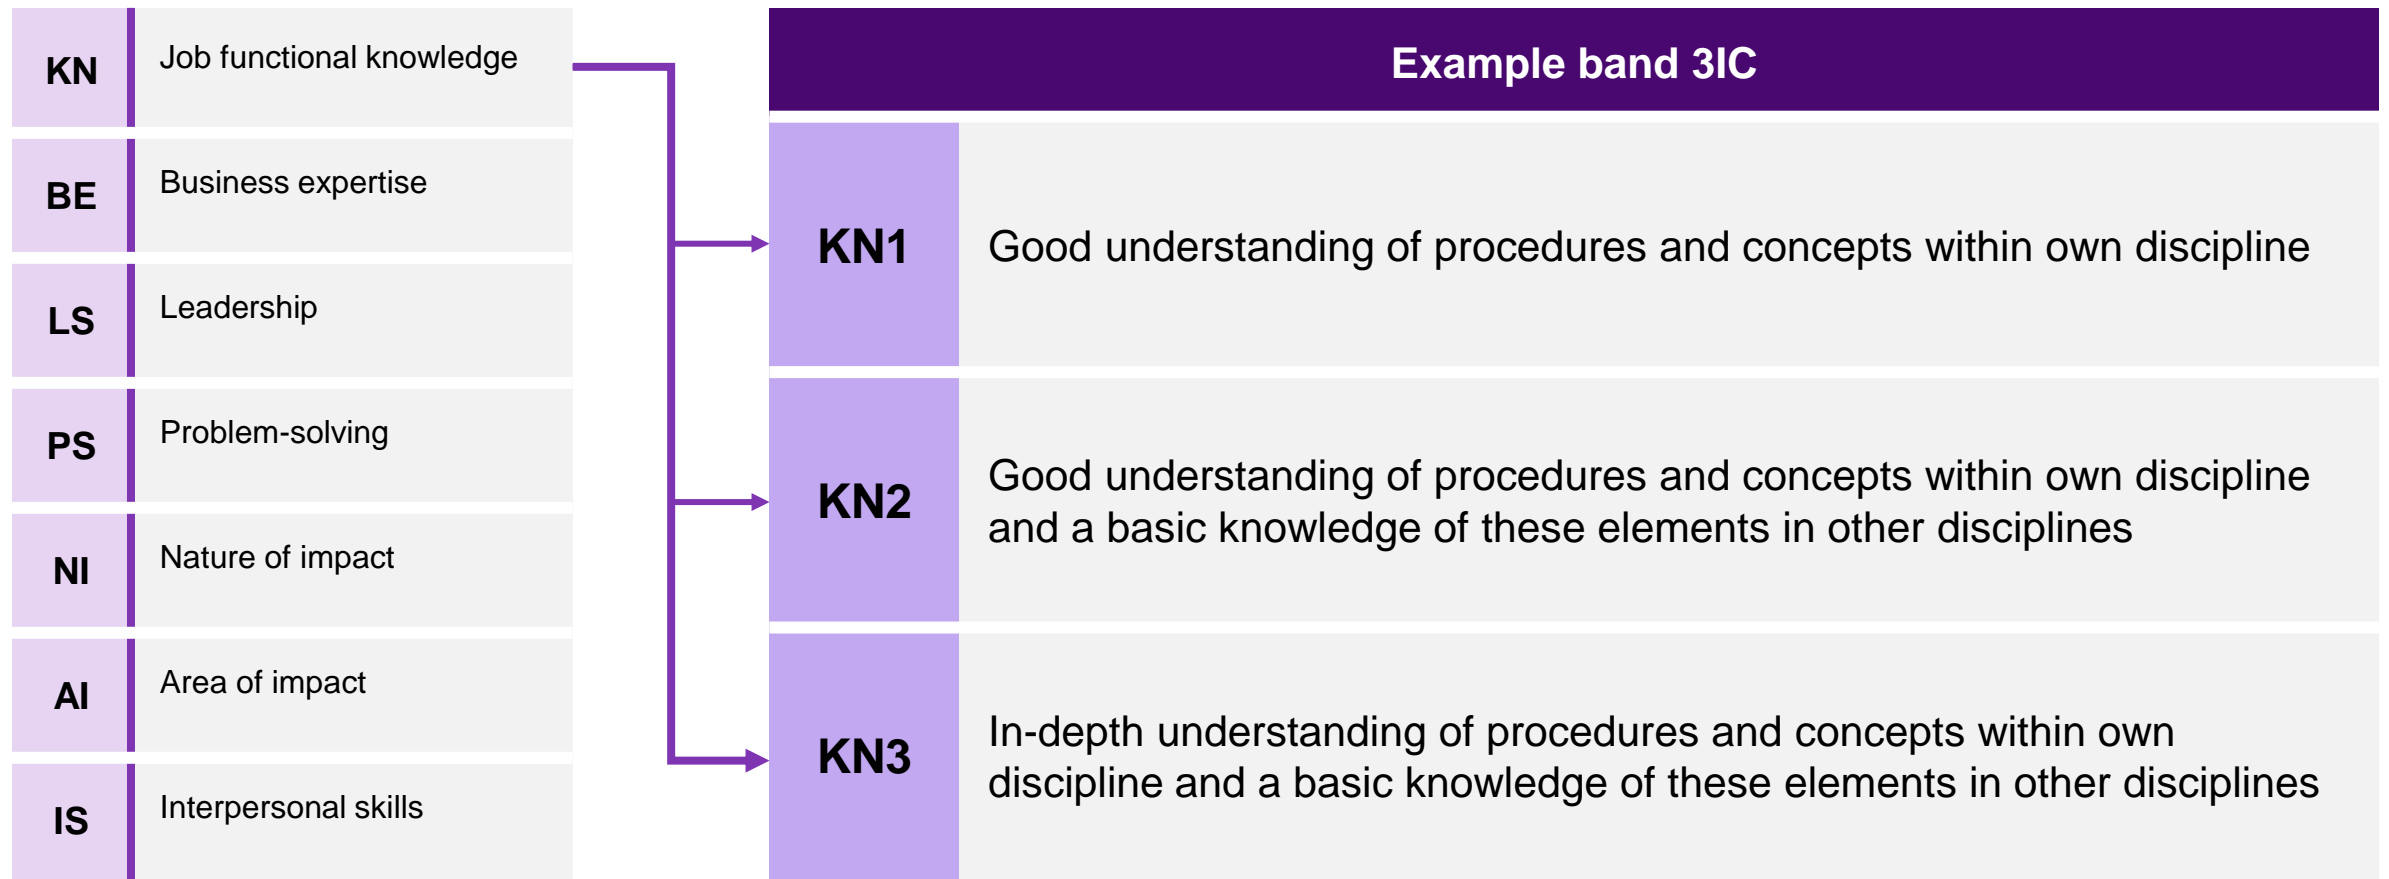 KN
Job functional knowledge
BE
Business expertise
LS
Leadership
PS
Problem-solving
NI
Nature of impact
AI
Area of impact
IS
Interpersonal skills
Example band 3IC
KN1
Good understanding of procedures and concepts within own discipline
KN2
Good understanding of procedures and concepts within own discipline
and a basic knowledge of these elements in other disciplines
KN3
In-depth understanding of procedures and concepts within own
discipline and a basic knowledge of these elements in other disciplines